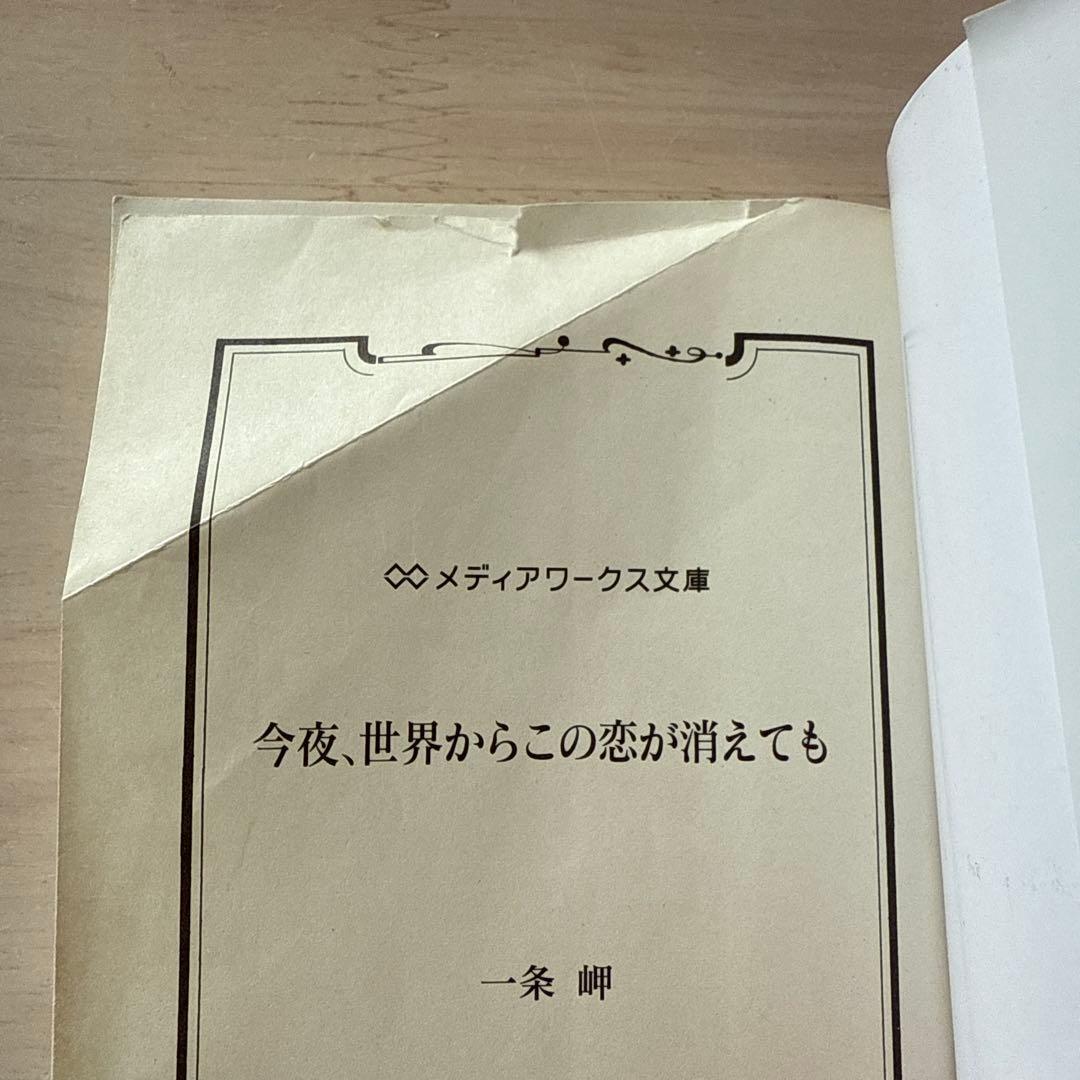 メディアワークス文庫
今夜、世界からこの恋が消えても
一条 岬